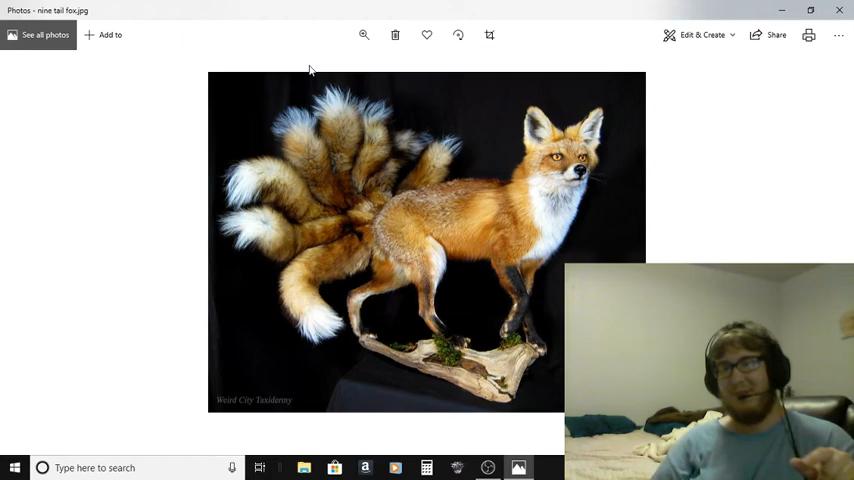 Photos - nine tail fox.jpg
See all photos
Add to
Edit & Create
Share
Weird City Taxidermy
Type here to search